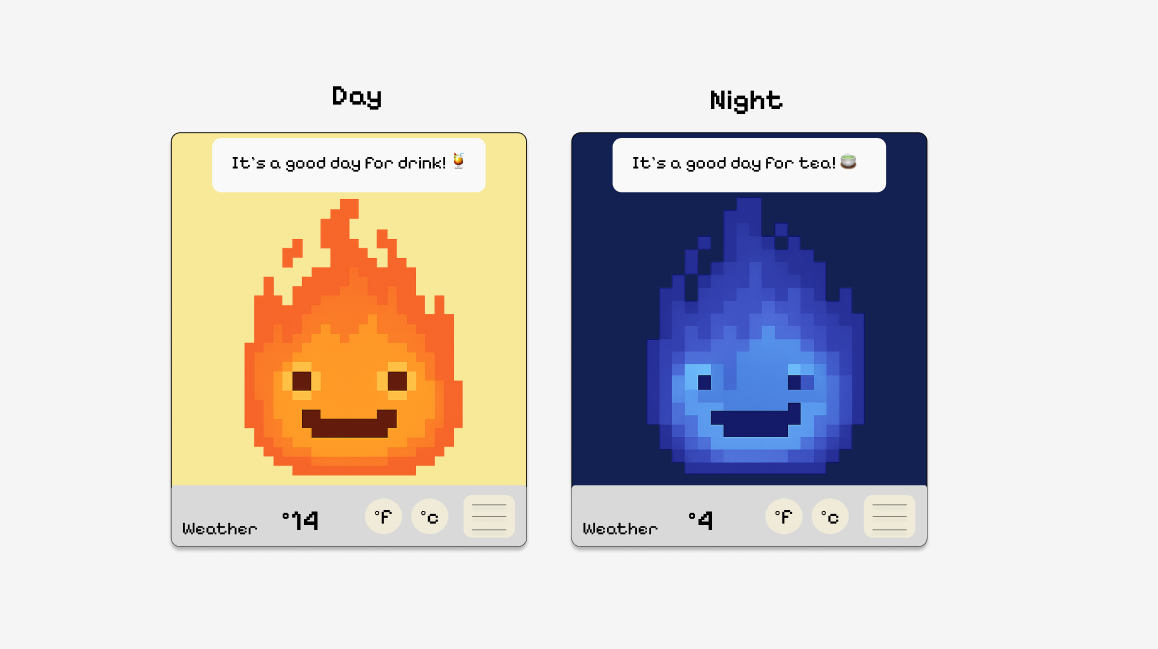 Day
Night
It's a good day for drink! 🍹
It's a good day for tea! 🍵
Weather °14 °F °C
Weather °4 °F °C